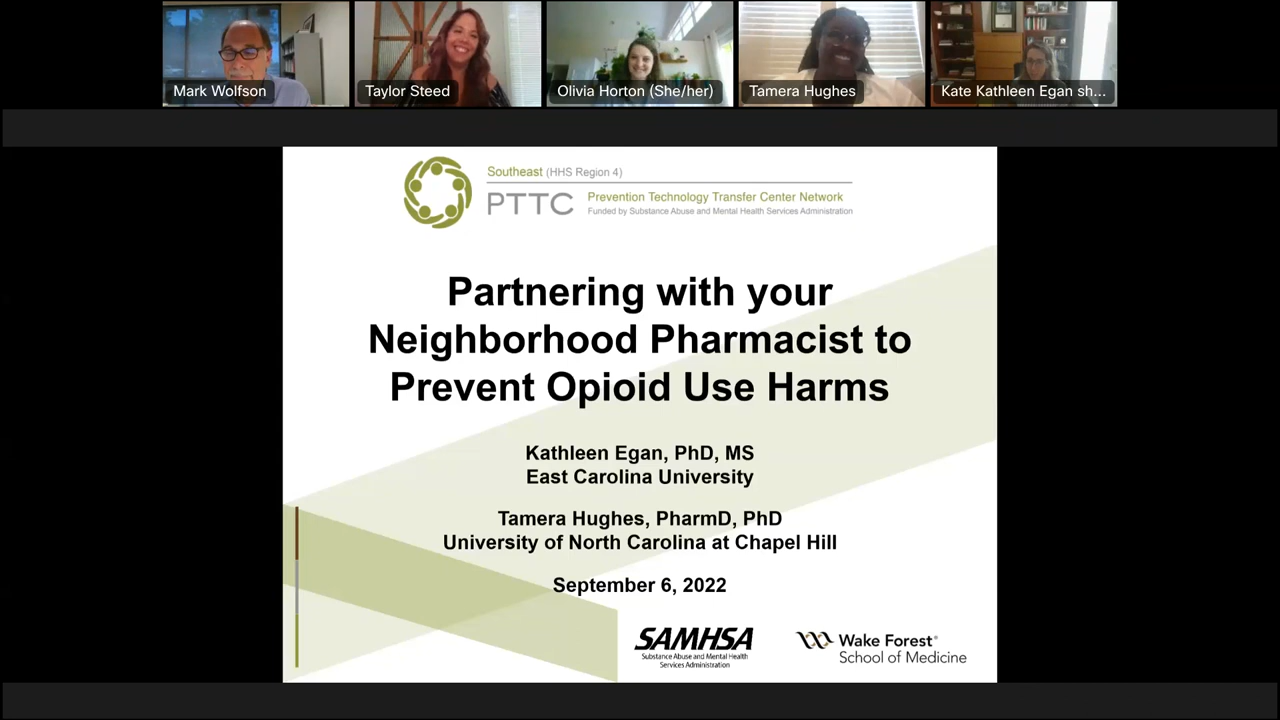 Mark Wolfson
Taylor Steed
Olivia Horton (She/her)
Tamera Hughes
Kate Kathleen Egan sh...
Southeast (HHS Region 4)
PTTC
Prevention Technology Transfer Center Network
Funded by Substance Abuse and Mental Health Services Administration
Partnering with your
Neighborhood Pharmacist to
Prevent Opioid Use Harms
Kathleen Egan, PhD, MS
East Carolina University
Tamera Hughes, PharmD, PhD
University of North Carolina at Chapel Hill
September 6, 2022
SAMHSA
Substance Abuse and Mental Health
Services Administration
Wake Forest®
School of Medicine